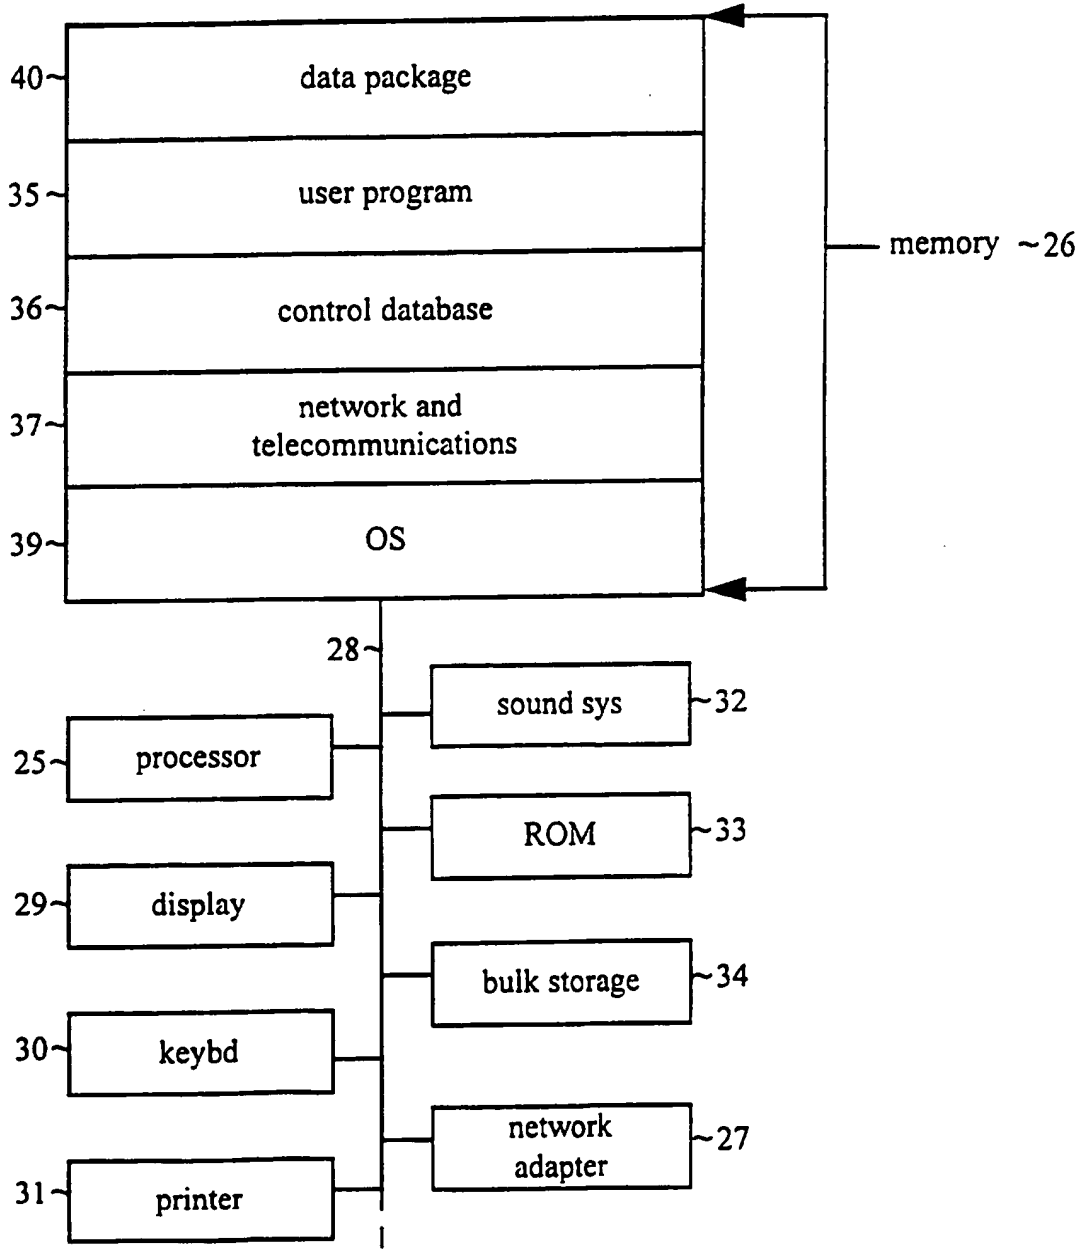 40~ data package
35~ user program
memory ~26
36~ control database
37~ network and
telecommunications
39~ OS
28~
sound sys ~32
25~ processor
ROM ~33
29~ display
bulk storage ~34
30~ keybd
network
adapter ~27
31~ printer